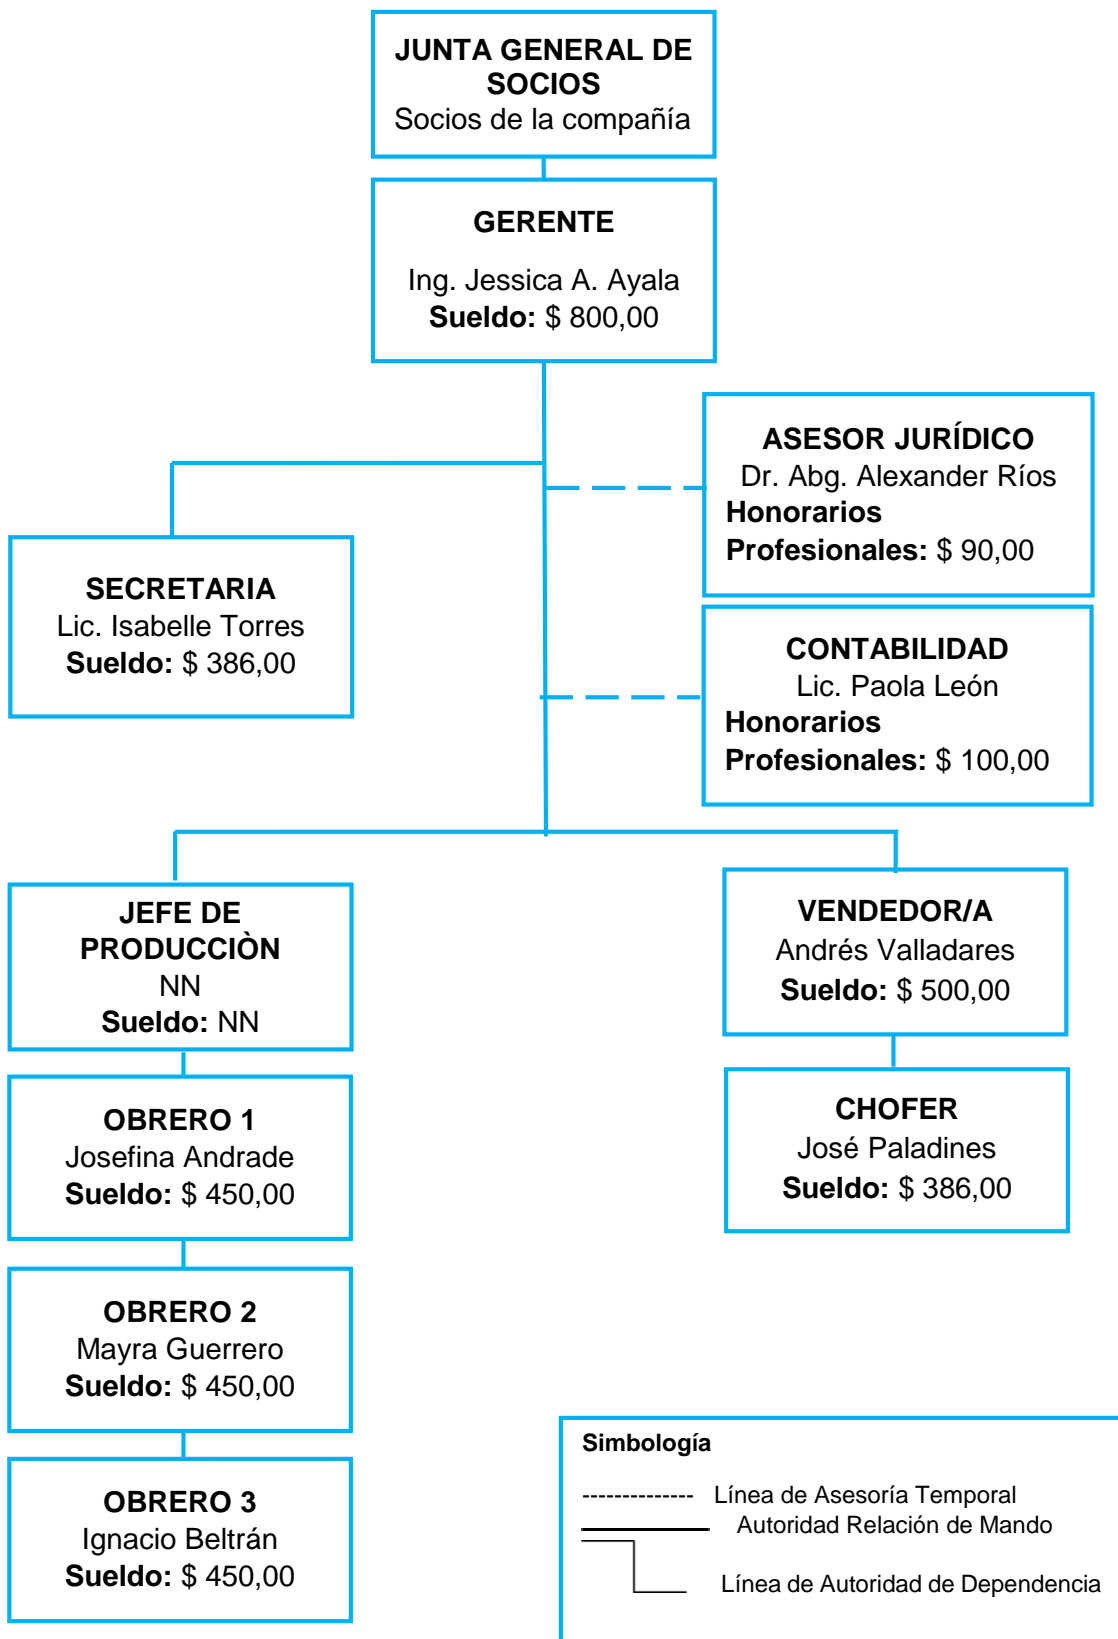 JUNTA GENERAL DE
SOCIOS
Socios de la compañía
GERENTE
Ing. Jessica A. Ayala
Sueldo: $ 800,00
ASESOR JURÍDICO
Dr. Abg. Alexander Ríos
Honorarios
Profesionales: $ 90,00
SECRETARIA
Lic. Isabelle Torres
Sueldo: $ 386,00
CONTABILIDAD
Lic. Paola León
Honorarios
Profesionales: $ 100,00
JEFE DE
PRODUCCIÒN
NN
Sueldo: NN
VENDEDOR/A
Andrés Valladares
Sueldo: $ 500,00
OBRERO 1
Josefina Andrade
Sueldo: $ 450,00
CHOFER
José Paladines
Sueldo: $ 386,00
OBRERO 2
Mayra Guerrero
Sueldo: $ 450,00
OBRERO 3
Ignacio Beltrán
Sueldo: $ 450,00
Simbología
-------------- Línea de Asesoría Temporal
Autoridad Relación de Mando
Línea de Autoridad de Dependencia